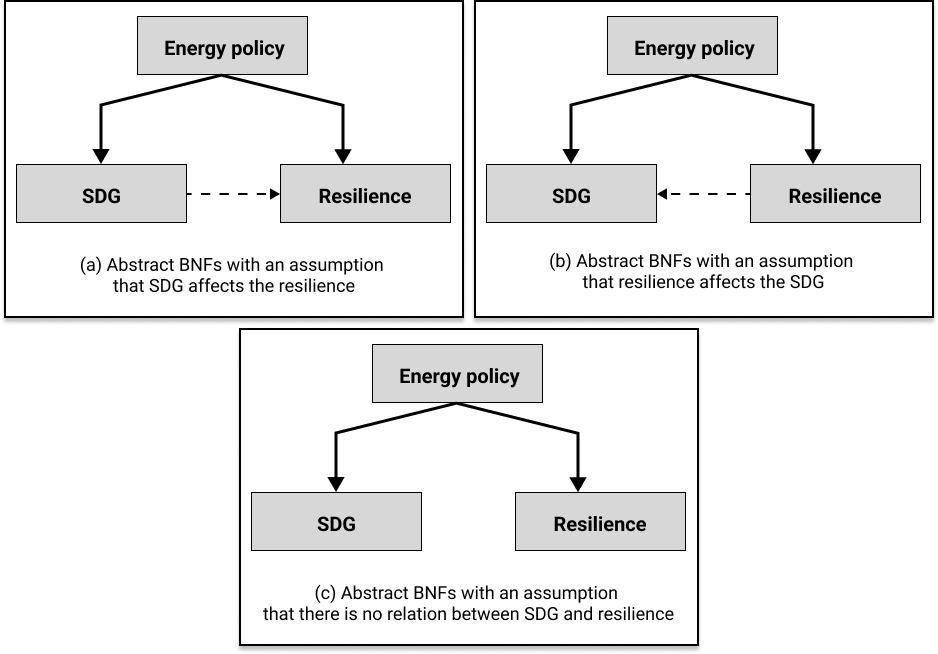 Energy policy
SDG
Resilience
(a) Abstract BNFs with an assumption
that SDG affects the resilience
Energy policy
SDG
Resilience
(b) Abstract BNFs with an assumption
that resilience affects the SDG
Energy policy
SDG
Resilience
(c) Abstract BNFs with an assumption
that there is no relation between SDG and resilience